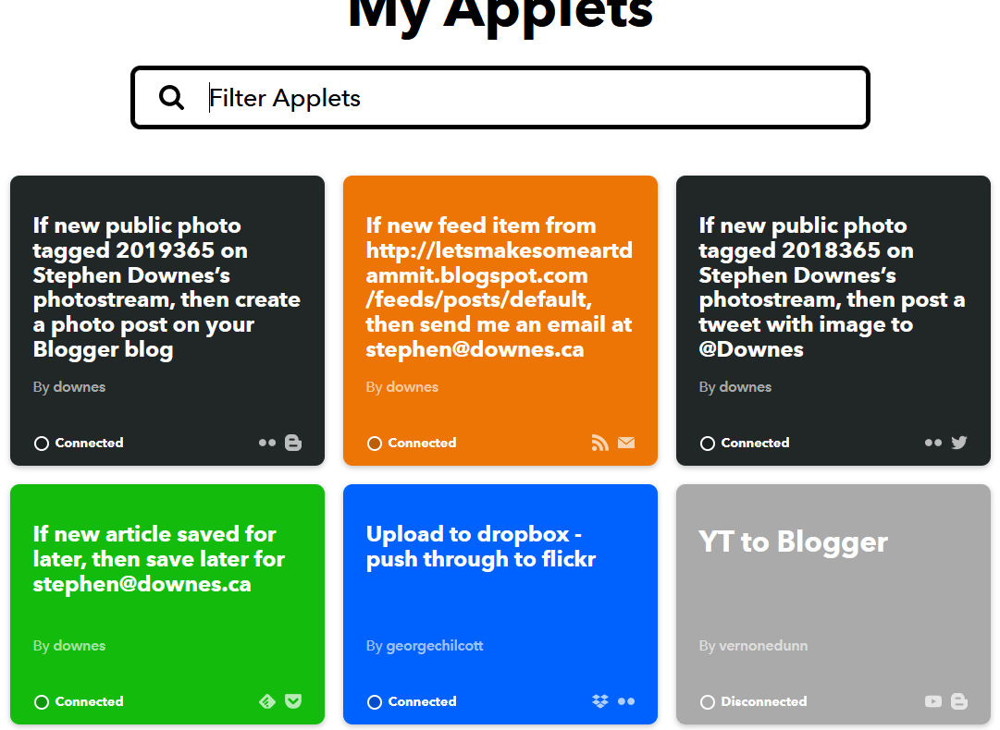 My Applets
Filter Applets
If new public photo
tagged 2019365 on
Stephen Downes’s
photostream, then create
a photo post on your
Blogger blog
By downes
Connected
If new feed item from
http://letsmakesomeartd
ammit.blogspot.com
/feeds/posts/default,
then send me an email at
stephen@downes.ca
By downes
Connected
If new public photo
tagged 2018365 on
Stephen Downes’s
photostream, then post a
tweet with image to
@Downes
By downes
Connected
If new article saved for
later, then save later for
stephen@downes.ca
By downes
Connected
Upload to dropbox -
push through to flickr
By georgechilcott
Connected
YT to Blogger
By vernonedunn
Disconnected